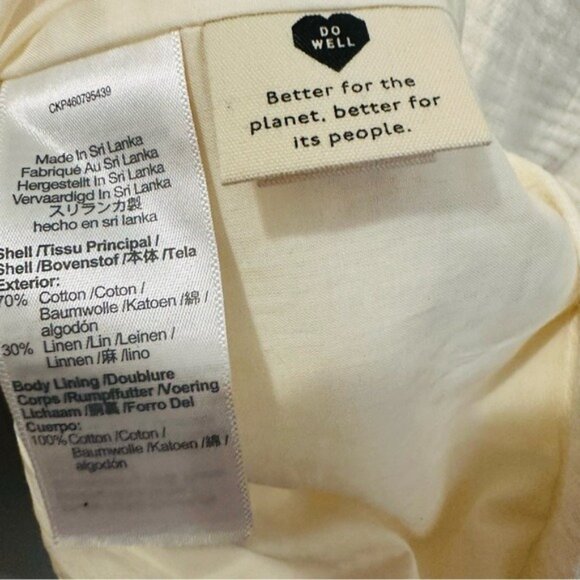 CKP460795439
Made In Sri Lanka
Fabriqué Au Sri Lanka
Hergestellt In Sri Lanka
Vervaardigd In Sri Lanka
スリランカ製
hecho en sri lanka
Shell /Tissu Principal /
Shell /Bovenstof /本体 /Tela
Exterior:
70% Cotton /Coton /
Baumwolle /Katoen /綿 /
algodón
30% Linen /Lin /Leinen /
Linnen /麻 /lino
Body Lining /Doublure
Corps /Rumpffutter /Voering
Lichaam /胴裏 /Forro Del
Cuerpo:
100% Cotton /Coton /
Baumwolle /Katoen /綿 /
algodón
DO
WELL
Better for the
planet, better for
its people.